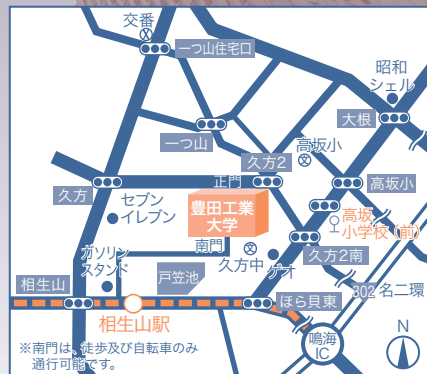 交番
一つ山住宅口
昭和
シェル
大根
一つ山
高坂小
文
久方2
正門
高坂小
久方
セブン
イレブン
豊田工業
大学
高坂
小学校(前)
南門
文
久方中
久方2南
ガソリン
スタンド
戸笠池
ゲオ
相生山
302 名二環
ほら貝東
相生山駅
鳴海
IC
N
※南門は、徒歩及び自転車のみ
通行可能です。